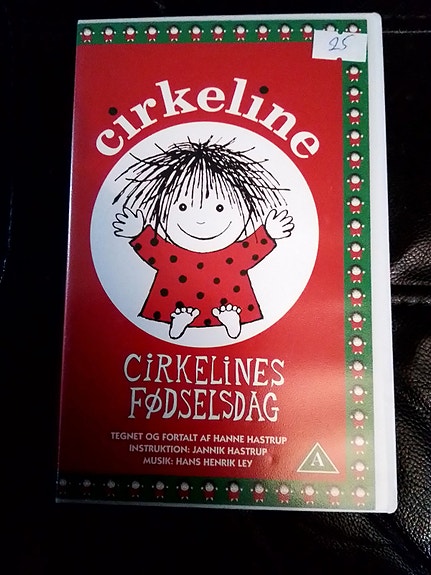 25
cirkeline
CiRKELiNES
FØDSELSDAG
TEGNET OG FORTALT AF HANNE HASTRUP
INSTRUKTION: JANNIK HASTRUP
MUSIK: HANS HENRIK LEY
A